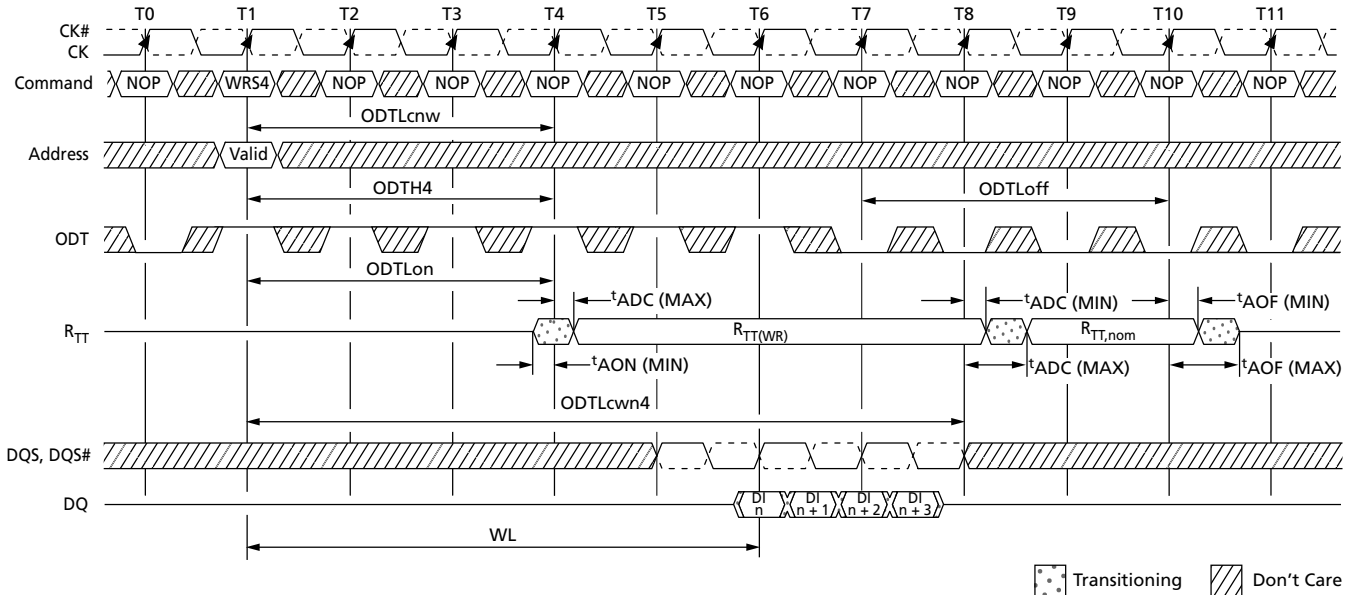 T0 T1 T2 T3 T4 T5 T6 T7 T8 T9 T10 T11
CK#
CK
Command NOP WRS4 NOP NOP NOP NOP NOP NOP NOP NOP NOP NOP
ODTLcnw
Address Valid
ODTH4 ODTLoff
ODT
ODTLon
tADC (MAX) tADC (MIN) tAOF (MIN)
RTT RTT(WR) RTT,nom
tAON (MIN) tADC (MAX) tAOF (MAX)
ODTLcwn4
DQS, DQS#
DQ DI n DI n + 1 DI n + 2 DI n + 3
WL
Transitioning Don't Care